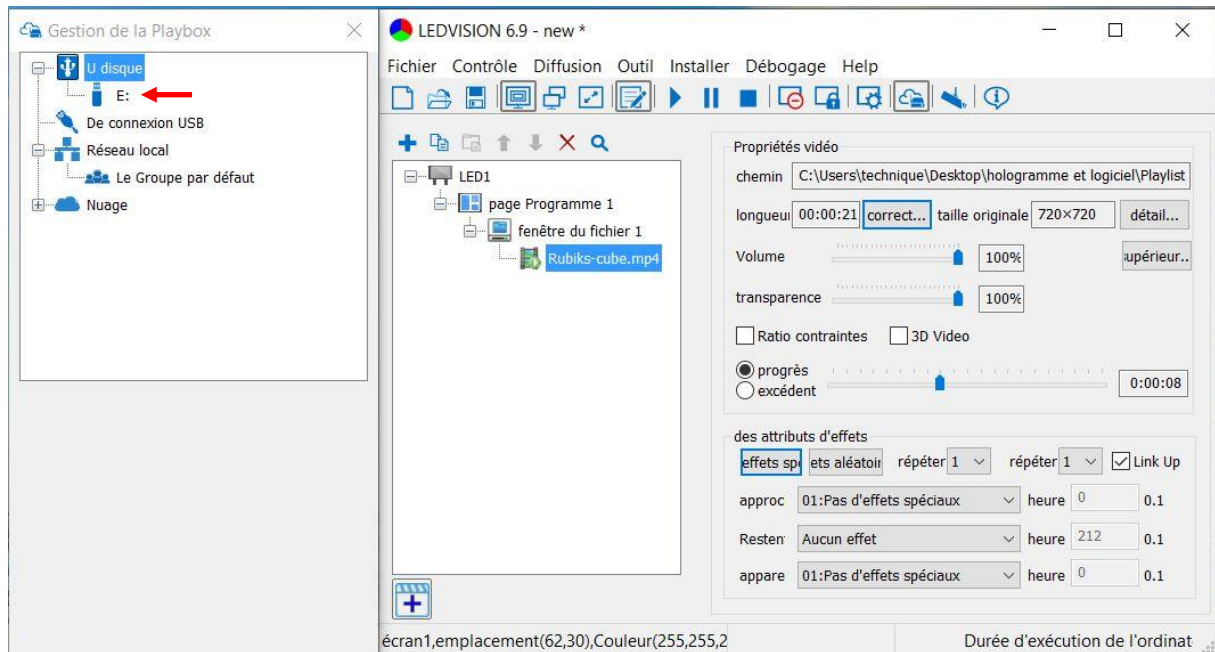 Gestion de la Playbox
U disque
E:
De connexion USB
Réseau local
Le Groupe par défaut
Nuage
LEDVISION 6.9 - new *
Fichier Contrôle Diffusion Outil Installer Débogage Help
LED1
page Programme 1
fenêtre du fichier 1
Rubiks-cube.mp4
Propriétés vidéo
chemin C:\Users\technique\Desktop\hologramme et logiciel\Playlist
longueur 00:00:21 correct... taille originale 720×720 détail...
Volume 100% supérieur..
transparence 100%
Ratio contraintes 3D Video
progrès
excédent 0:00:08
des attributs d'effets
effets spé ets aléatoir répéter 1 répéter 1 Link Up
approc 01:Pas d'effets spéciaux heure 0 0.1
Resten Aucun effet heure 212 0.1
appare 01:Pas d'effets spéciaux heure 0 0.1
écran1,emplacement(62,30),Couleur(255,255,2
Durée d'exécution de l'ordinat